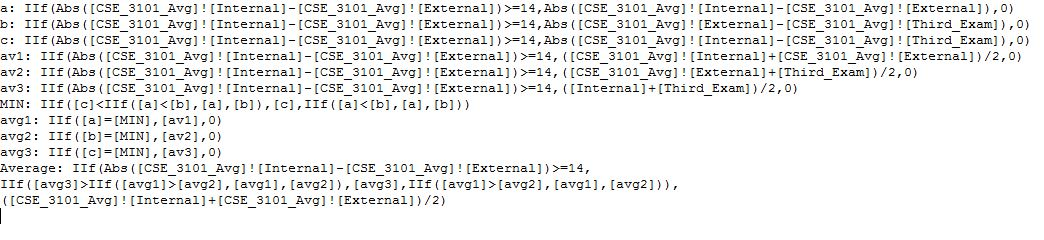 a: IIf(Abs([CSE_3101_Avg]![Internal]-[CSE_3101_Avg]![External])>=14,Abs([CSE_3101_Avg]![Internal]-[CSE_3101_Avg]![External]),0)
b: IIf(Abs([CSE_3101_Avg]![Internal]-[CSE_3101_Avg]![External])>=14,Abs([CSE_3101_Avg]![External]-[CSE_3101_Avg]![Third_Exam]),0)
c: IIf(Abs([CSE_3101_Avg]![Internal]-[CSE_3101_Avg]![External])>=14,Abs([CSE_3101_Avg]![Internal]-[CSE_3101_Avg]![Third_Exam]),0)
av1: IIf(Abs([CSE_3101_Avg]![Internal]-[CSE_3101_Avg]![External])>=14,([CSE_3101_Avg]![Internal]+[CSE_3101_Avg]![External])/2,0)
av2: IIf(Abs([CSE_3101_Avg]![Internal]-[CSE_3101_Avg]![External])>=14,([CSE_3101_Avg]![External]+[Third_Exam])/2,0)
av3: IIf(Abs([CSE_3101_Avg]![Internal]-[CSE_3101_Avg]![External])>=14,([Internal]+[Third_Exam])/2,0)
MIN: IIf([c]<IIf([a]<[b],[a],[b]),[c],IIf([a]<[b],[a],[b]))
avg1: IIf([a]=[MIN],[av1],0)
avg2: IIf([b]=[MIN],[av2],0)
avg3: IIf([c]=[MIN],[av3],0)
Average: IIf(Abs([CSE_3101_Avg]![Internal]-[CSE_3101_Avg]![External])>=14,
IIf([avg3]>IIf([avg1]>[avg2],[avg1],[avg2]),[avg3],IIf([avg1]>[avg2],[avg1],[avg2])),
([CSE_3101_Avg]![Internal]+[CSE_3101_Avg]![External])/2)